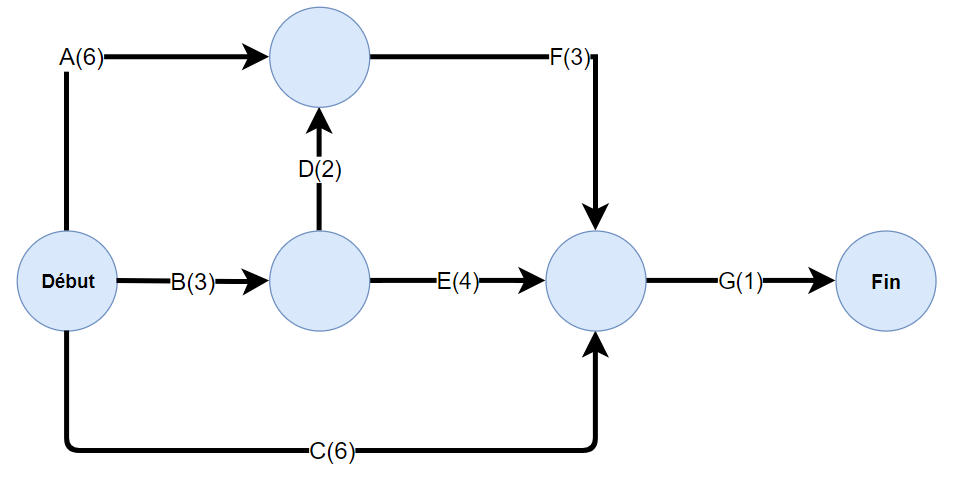 A(6)
F(3)
D(2)
Début
B(3)
E(4)
G(1)
Fin
C(6)